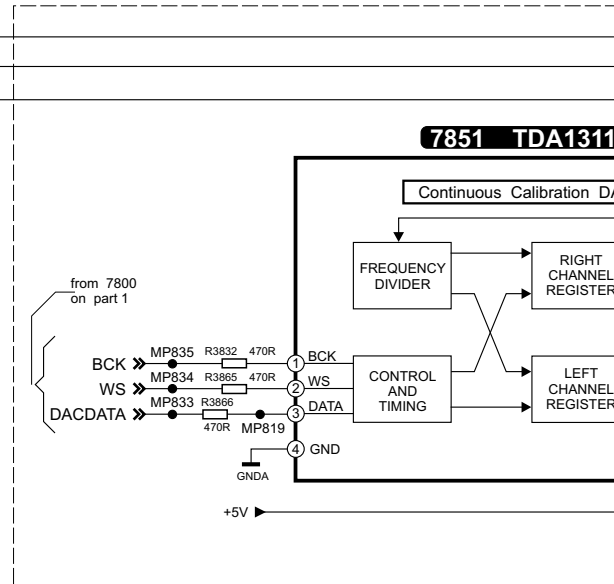 7851 TDA1311
Continuous Calibration
FREQUENCY
DIVIDER
RIGHT
CHANNEL
REGISTER
from 7800
on part 1
BCK
MP835
R3832
470R
1
BCK
WS
MP834
R3865
470R
2
WS
DACDATA
MP833
R3866
470R
MP819
3
DATA
CONTROL
AND
TIMING
LEFT
CHANNEL
REGISTER
4
GND
GNDA
+5V